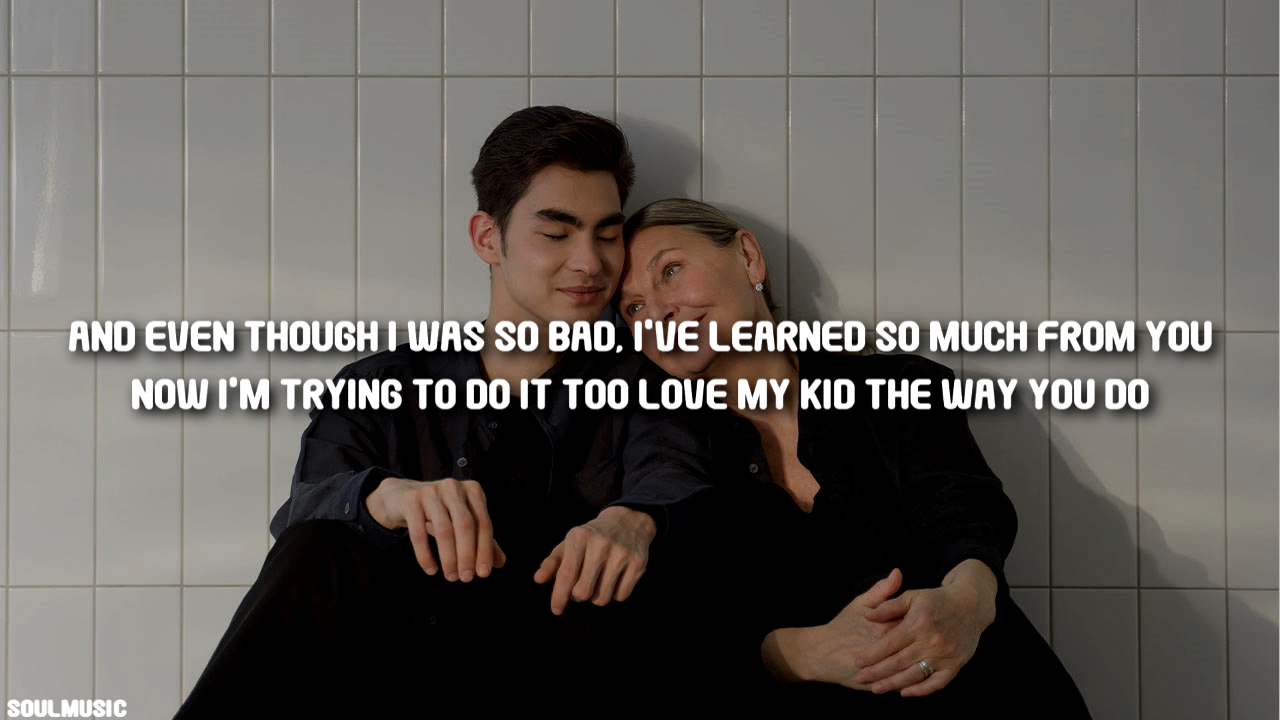 AND EVEN THOUGH I WAS SO BAD, I'VE LEARNED SO MUCH FROM YOU
NOW I'M TRYING TO DO IT TOO LOVE MY KID THE WAY YOU DO
SOULMUSIC